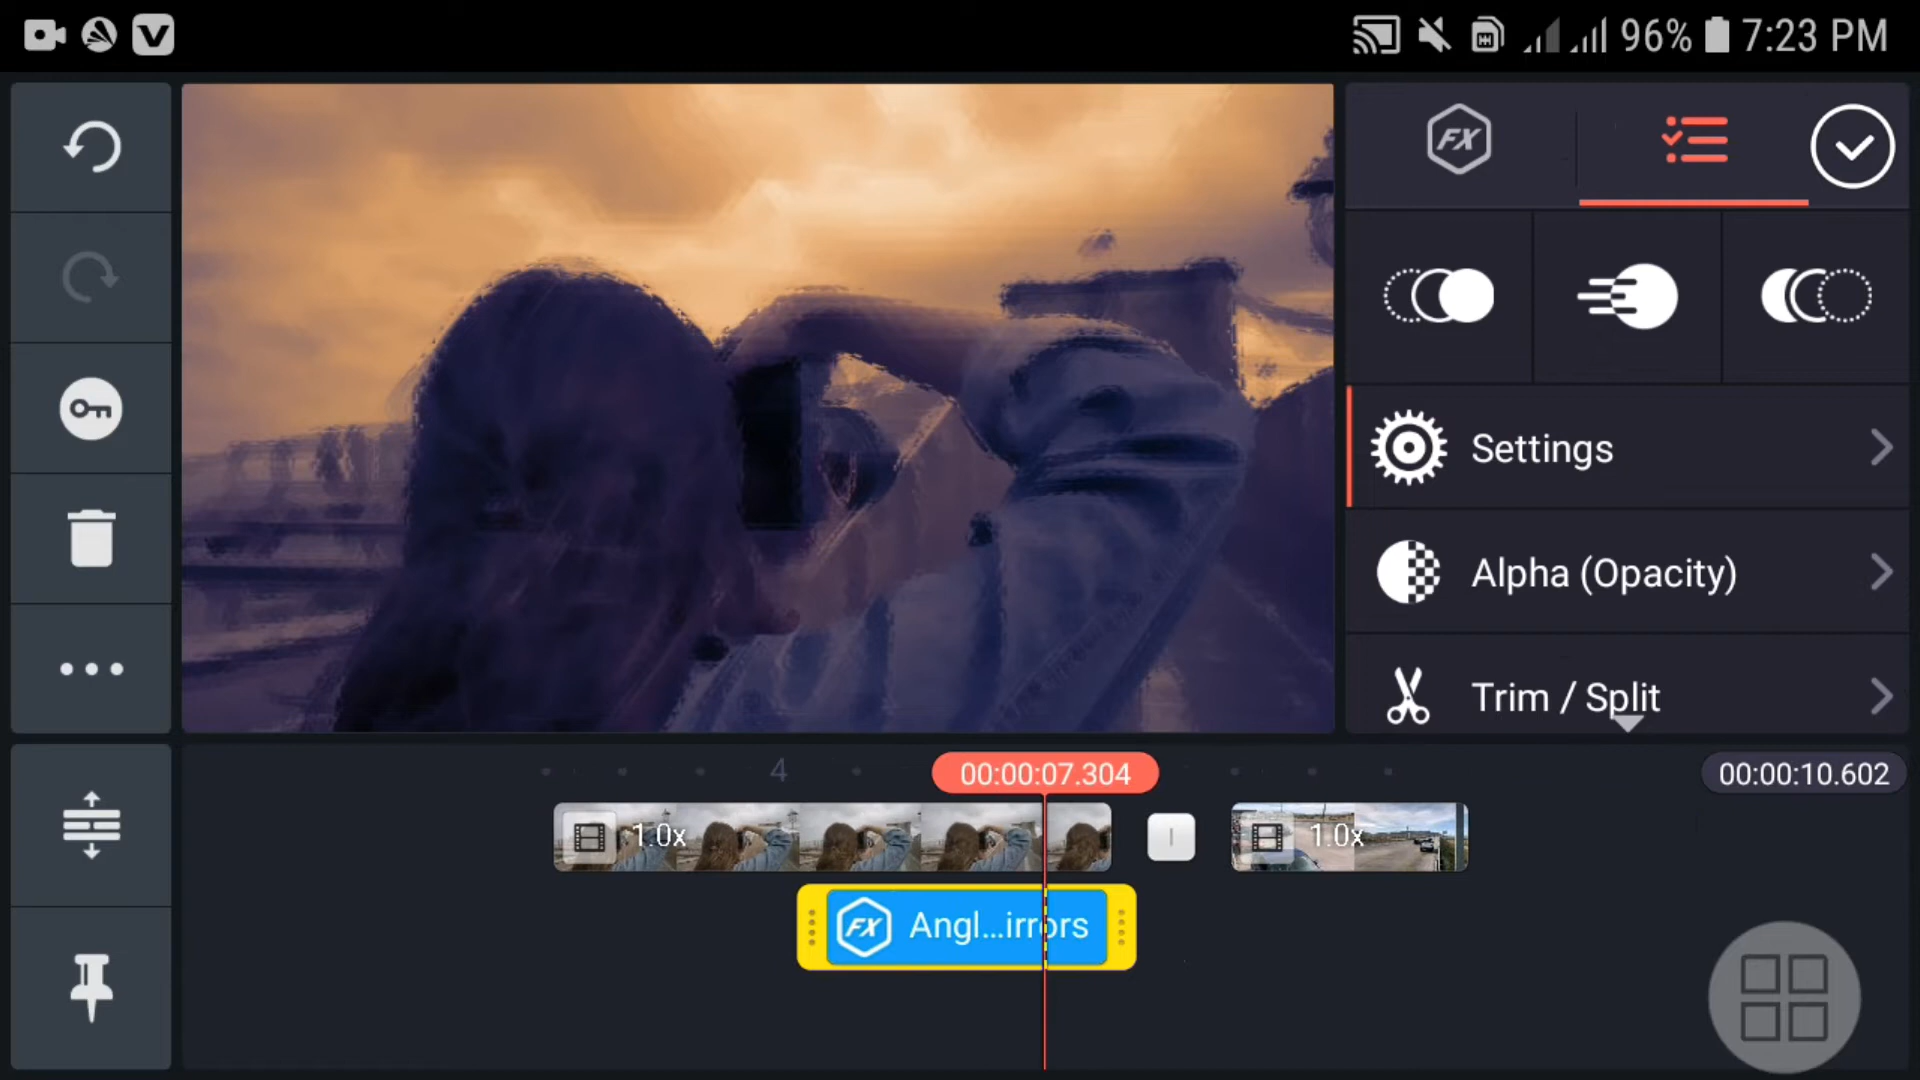 96% 7:23 PM
FX
Settings
Alpha (Opacity)
Trim / Split
4
00:00:07.304
00:00:10.602
1.0x
1.0x
FX Angl...irrors